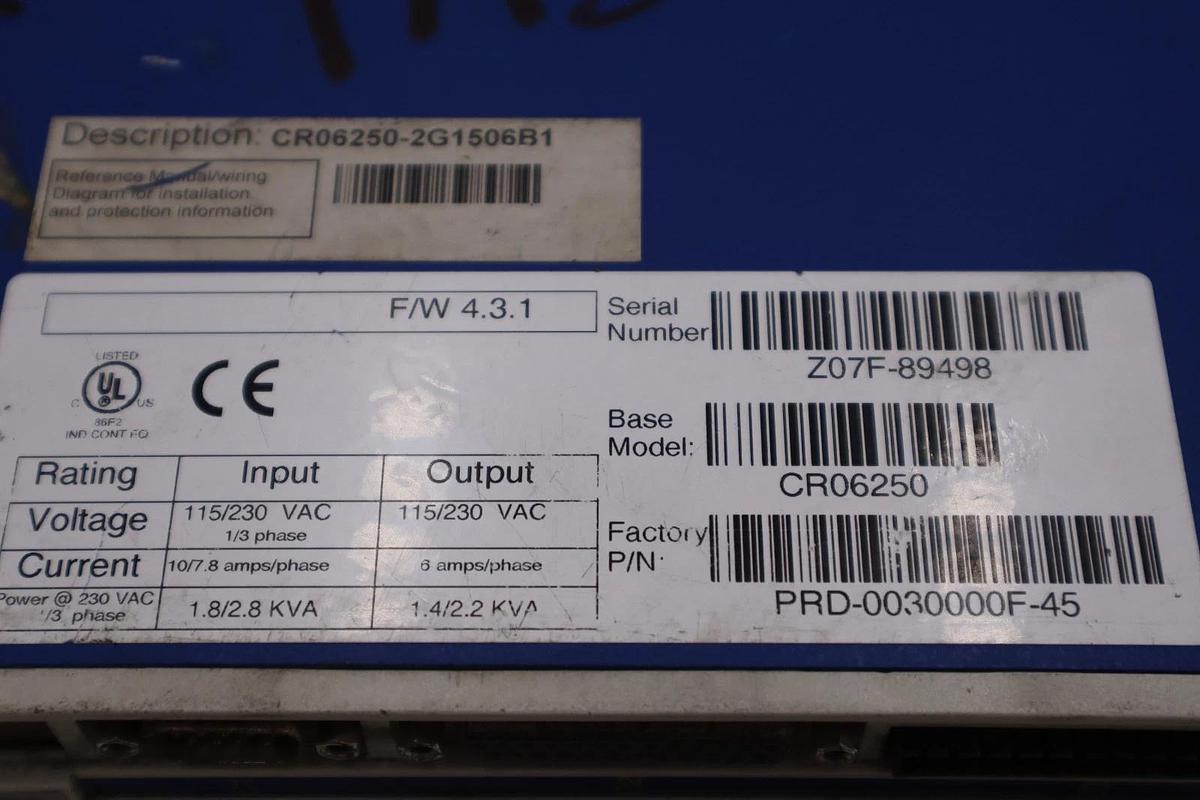 Description: CR06250-2G1506B1
Reference Manual/wiring
Diagram for installation
and protection information
F/W 4.3.1
Serial
Number
Z07F-89498
LISTED
UL
®
C US
86F2
IND CONT EQ
CE
Base
Model:
CR06250
Rating Input Output
Voltage 115/230 VAC 115/230 VAC
1/3 phase
Current 10/7.8 amps/phase 6 amps/phase
Power @ 230 VAC 1.8/2.8 KVA 1.4/2.2 KVA
1/3 phase
Factory
P/N:
PRD-0030000F-45